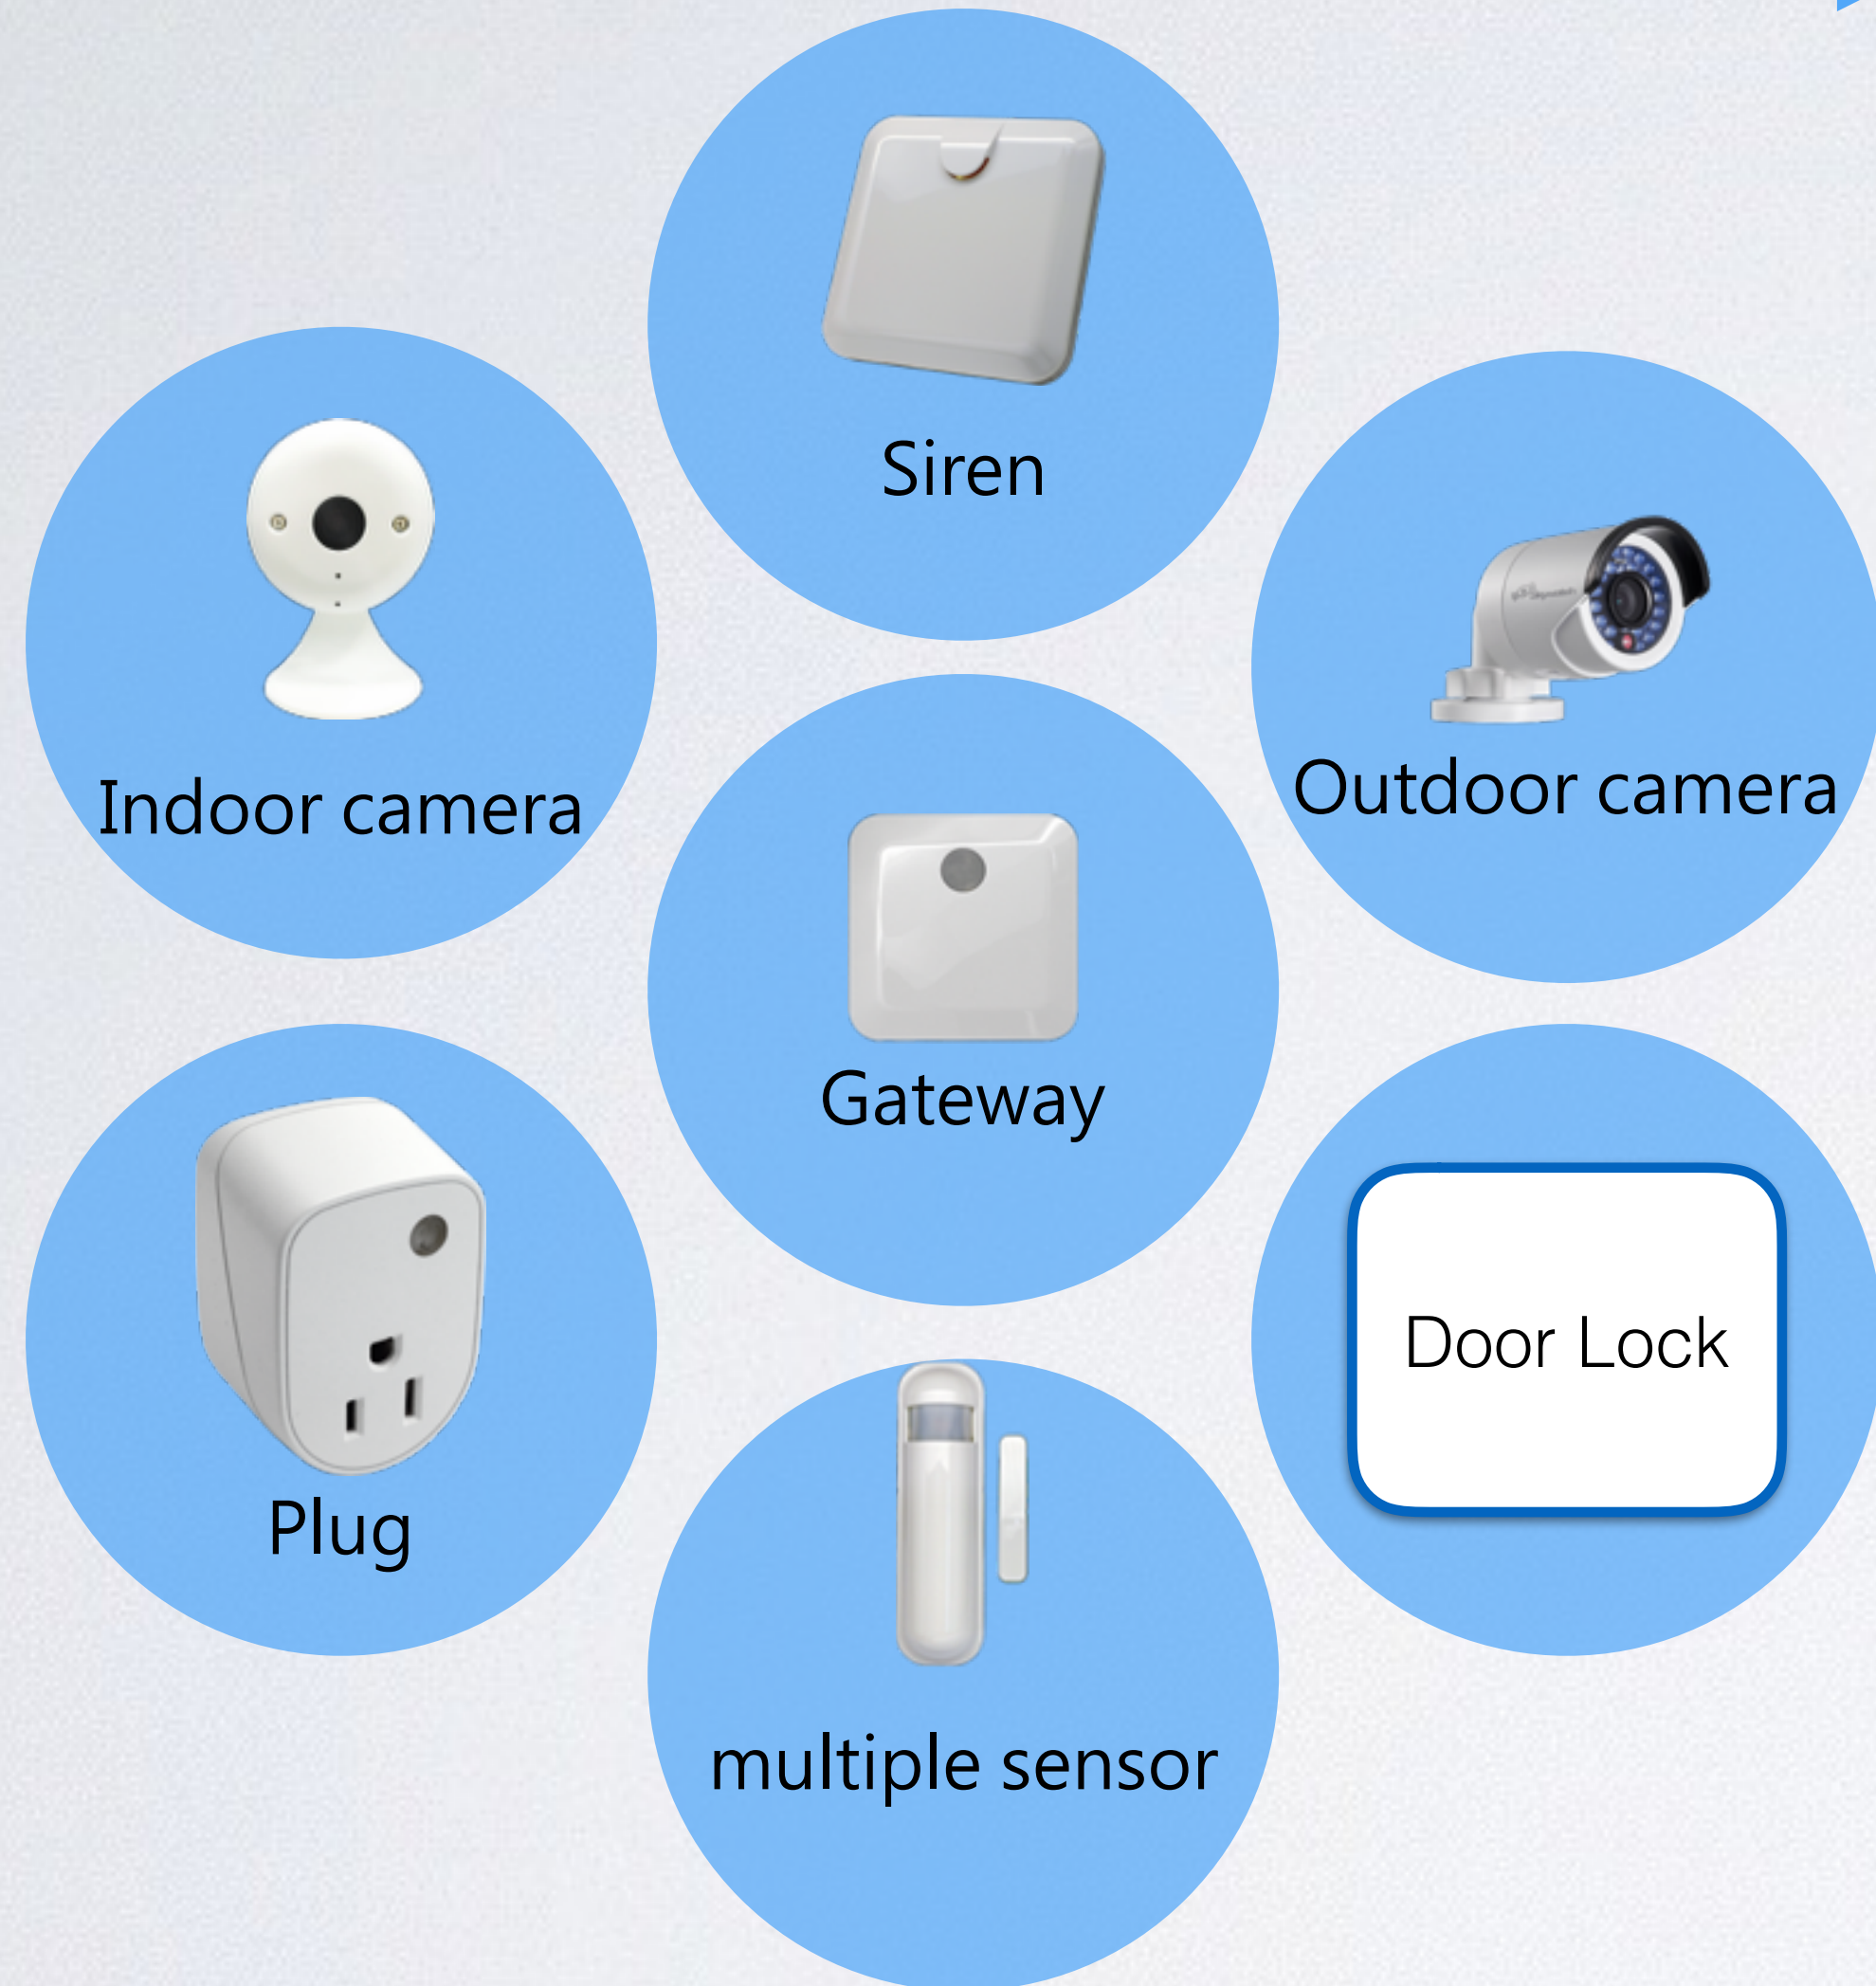 Siren
Indoor camera
Outdoor camera
Gateway
Plug
Door Lock
multiple sensor